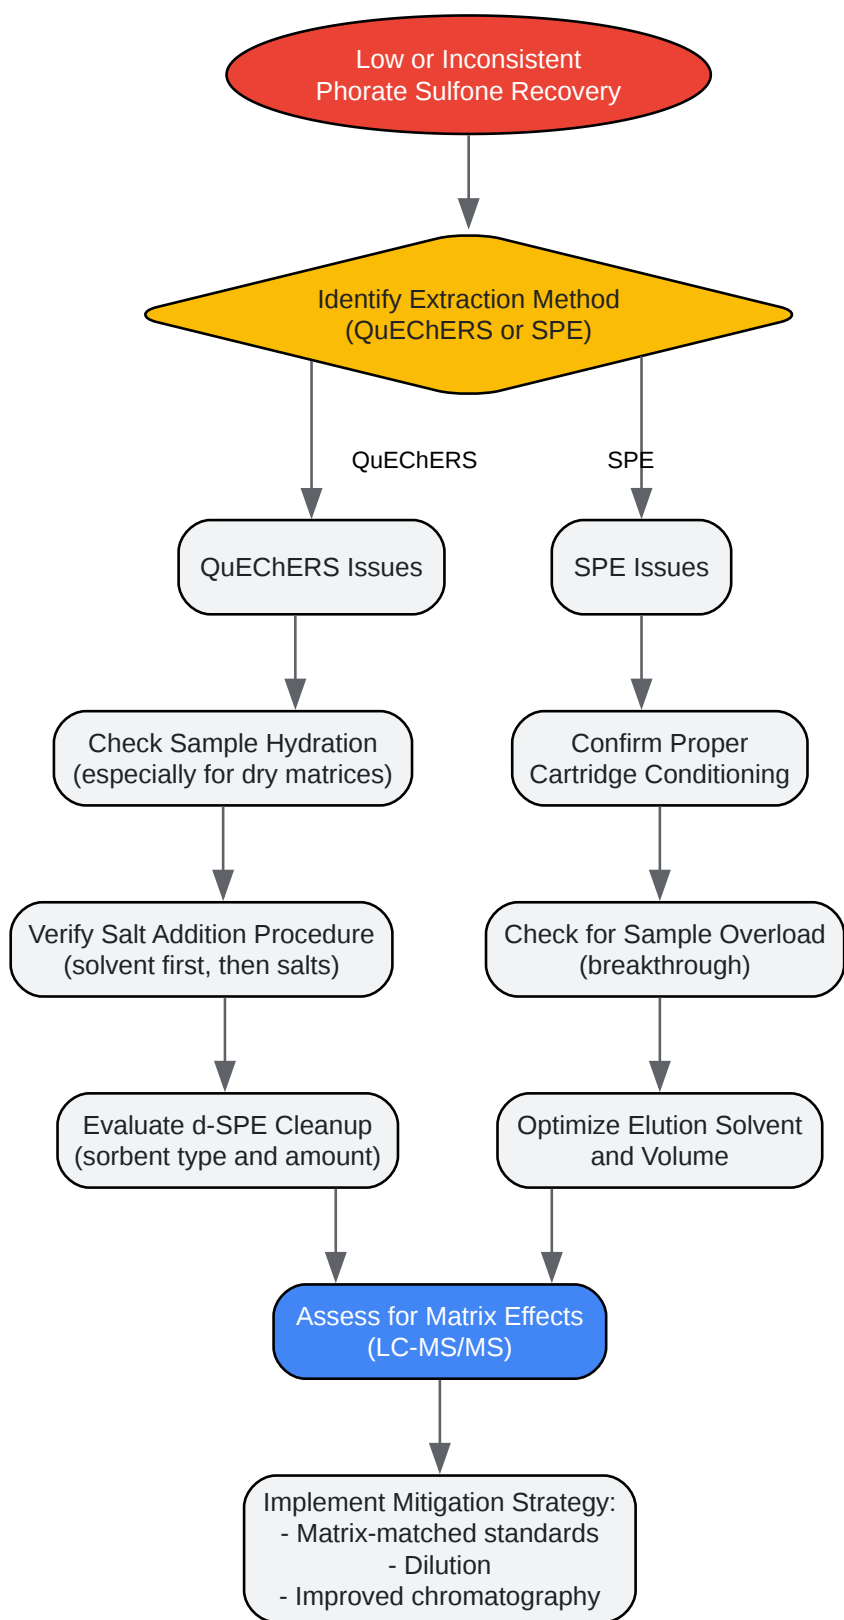 Low or Inconsistent
Phorate Sulfone Recovery
Identify Extraction Method
(QuEChERS or SPE)
QuEChERS
SPE
QuEChERS Issues
SPE Issues
Check Sample Hydration
(especially for dry matrices)
Confirm Proper
Cartridge Conditioning
Verify Salt Addition Procedure
(solvent first, then salts)
Check for Sample Overload
(breakthrough)
Evaluate d-SPE Cleanup
(sorbent type and amount)
Optimize Elution Solvent
and Volume
Assess for Matrix Effects
(LC-MS/MS)
Implement Mitigation Strategy:
- Matrix-matched standards
- Dilution
- Improved chromatography